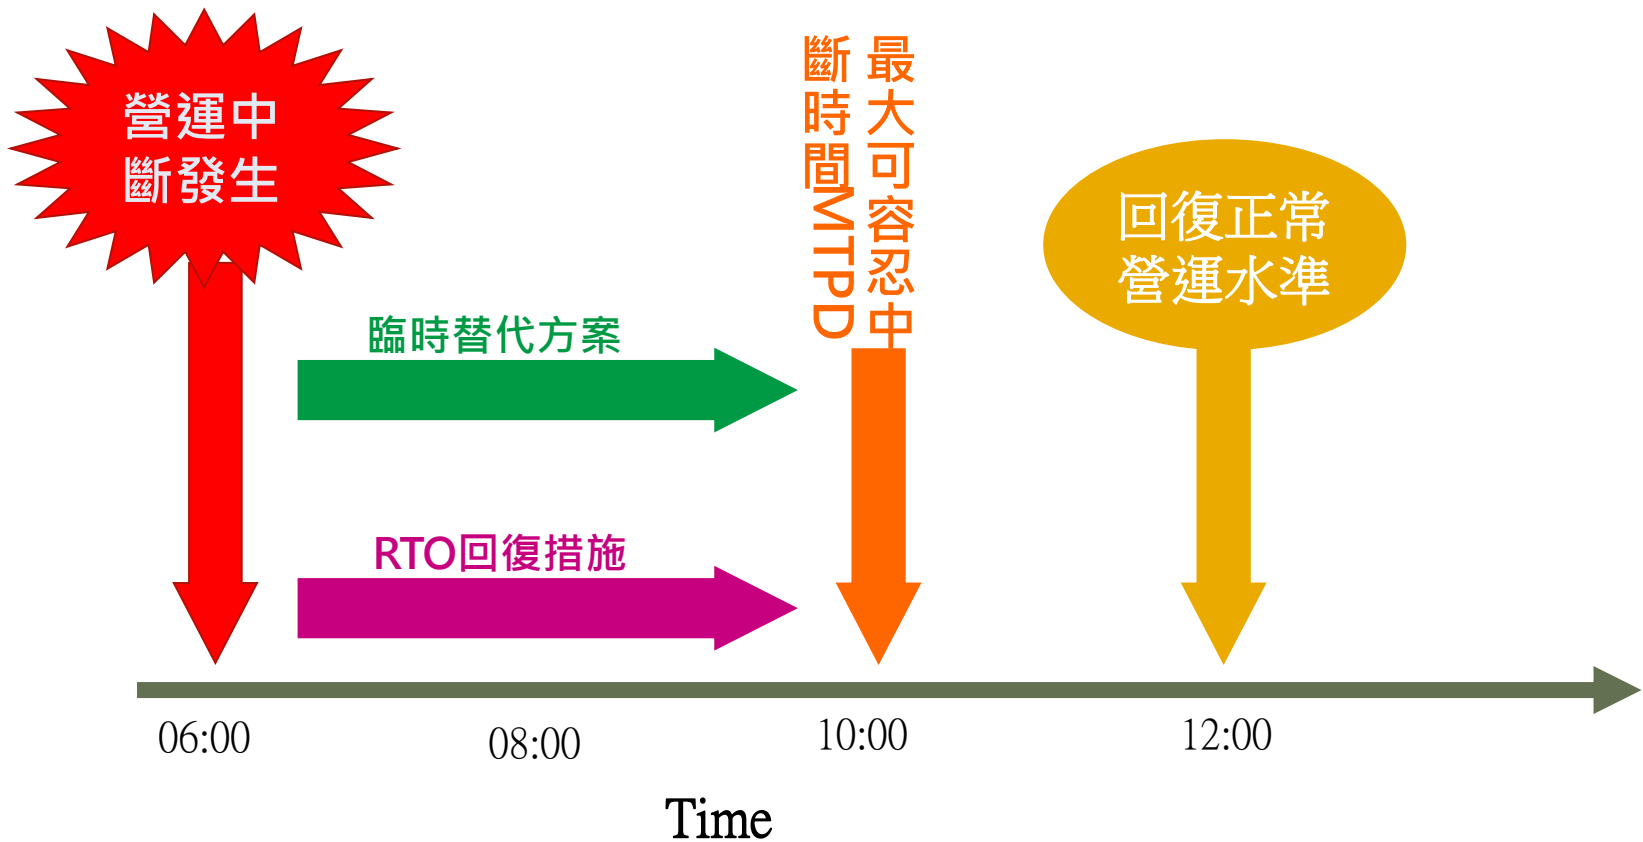 營運中
斷發生
最大可容忍中
斷時間MTPD
回復正常
營運水準
臨時替代方案
RTO回復措施
06:00
08:00
10:00
12:00
Time